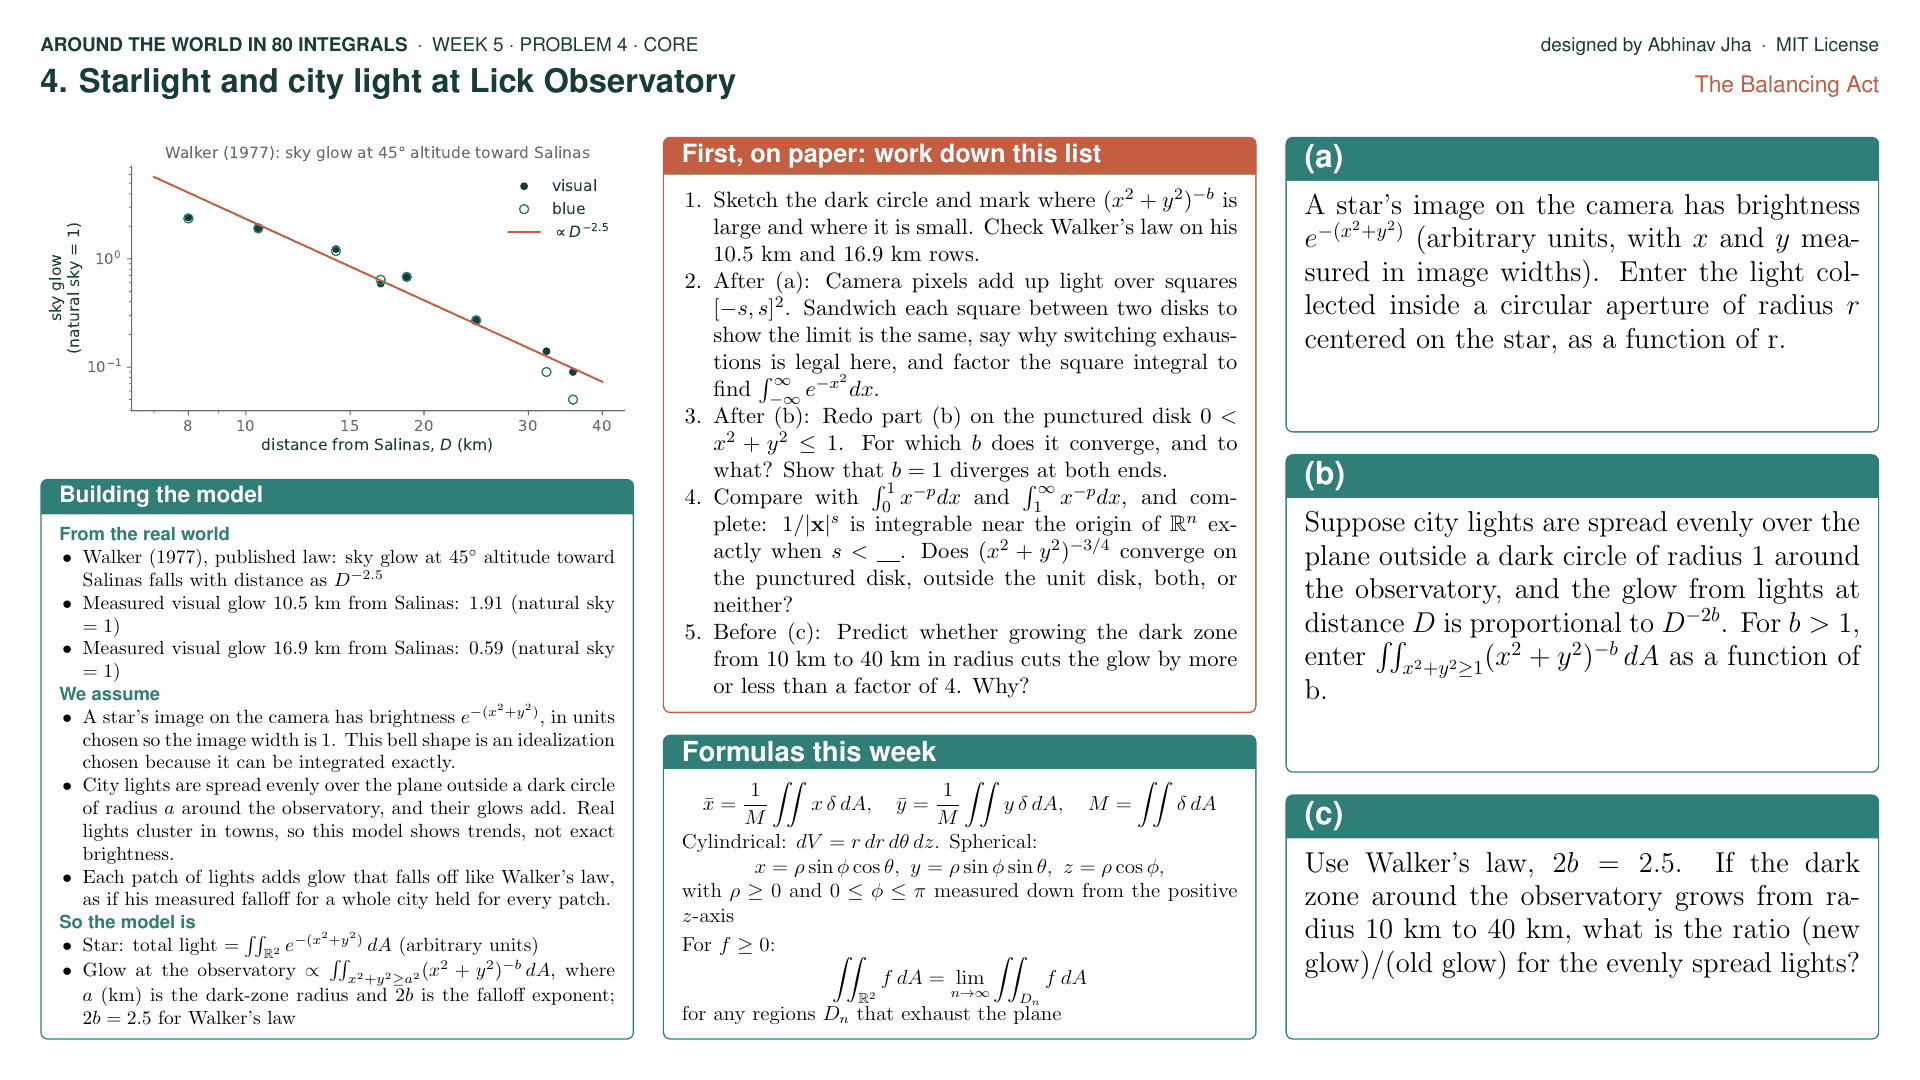 AROUND THE WORLD IN 80 INTEGRALS · WEEK 5 · PROBLEM 4 · CORE
designed by Abhinav Jha · MIT License
4. Starlight and city light at Lick Observatory
The Balancing Act
Walker (1977): sky glow at 45° altitude toward Salinas
visual
blue
∝ D^{−2.5}
sky glow
(natural sky = 1)
10^0
10^{−1}
8 10 15 20 30 40
distance from Salinas, D (km)
Building the model
From the real world
• Walker (1977), published law: sky glow at 45° altitude toward
Salinas falls with distance as D^{−2.5}
• Measured visual glow 10.5 km from Salinas: 1.91 (natural sky
= 1)
• Measured visual glow 16.9 km from Salinas: 0.59 (natural sky
= 1)
We assume
• A star's image on the camera has brightness e^{−(x²+y²)}, in units
chosen so the image width is 1. This bell shape is an idealization
chosen because it can be integrated exactly.
• City lights are spread evenly over the plane outside a dark circle
of radius a around the observatory, and their glows add. Real
lights cluster in towns, so this model shows trends, not exact
brightness.
• Each patch of lights adds glow that falls off like Walker's law,
as if his measured falloff for a whole city held for every patch.
So the model is
• Star: total light = ∬_{ℝ²} e^{−(x²+y²)} dA (arbitrary units)
• Glow at the observatory ∝ ∬_{x²+y²≥a²}(x² + y²)^{−b} dA, where
a (km) is the dark-zone radius and 2b is the falloff exponent;
2b = 2.5 for Walker's law
First, on paper: work down this list
1. Sketch the dark circle and mark where (x² + y²)^{−b} is
large and where it is small. Check Walker's law on his
10.5 km and 16.9 km rows.
2. After (a): Camera pixels add up light over squares
[−s, s]². Sandwich each square between two disks to
show the limit is the same, say why switching exhaus-
tions is legal here, and factor the square integral to
find ∫_{−∞}^{∞} e^{−x²} dx.
3. After (b): Redo part (b) on the punctured disk 0 <
x² + y² ≤ 1. For which b does it converge, and to
what? Show that b = 1 diverges at both ends.
4. Compare with ∫_0^1 x^{−p}dx and ∫_1^∞ x^{−p}dx, and com-
plete: 1/|𝐱|^s is integrable near the origin of ℝ^n ex-
actly when s < __. Does (x² + y²)^{−3/4} converge on
the punctured disk, outside the unit disk, both, or
neither?
5. Before (c): Predict whether growing the dark zone
from 10 km to 40 km in radius cuts the glow by more
or less than a factor of 4. Why?
Formulas this week
x̄ = 1/M ∬ x δ dA, ȳ = 1/M ∬ y δ dA, M = ∬ δ dA
Cylindrical: dV = r dr dθ dz. Spherical:
x = ρ sin ϕ cos θ, y = ρ sin ϕ sin θ, z = ρ cos ϕ,
with ρ ≥ 0 and 0 ≤ ϕ ≤ π measured down from the positive
z-axis
For f ≥ 0:
∬_{ℝ²} f dA = lim_{n→∞} ∬_{D_n} f dA
for any regions D_n that exhaust the plane
(a)
A star's image on the camera has brightness
e^{−(x²+y²)} (arbitrary units, with x and y mea-
sured in image widths). Enter the light col-
lected inside a circular aperture of radius r
centered on the star, as a function of r.
(b)
Suppose city lights are spread evenly over the
plane outside a dark circle of radius 1 around
the observatory, and the glow from lights at
distance D is proportional to D^{−2b}. For b > 1,
enter ∬_{x²+y²≥1}(x² + y²)^{−b} dA as a function of
b.
(c)
Use Walker's law, 2b = 2.5. If the dark
zone around the observatory grows from ra-
dius 10 km to 40 km, what is the ratio (new
glow)/(old glow) for the evenly spread lights?